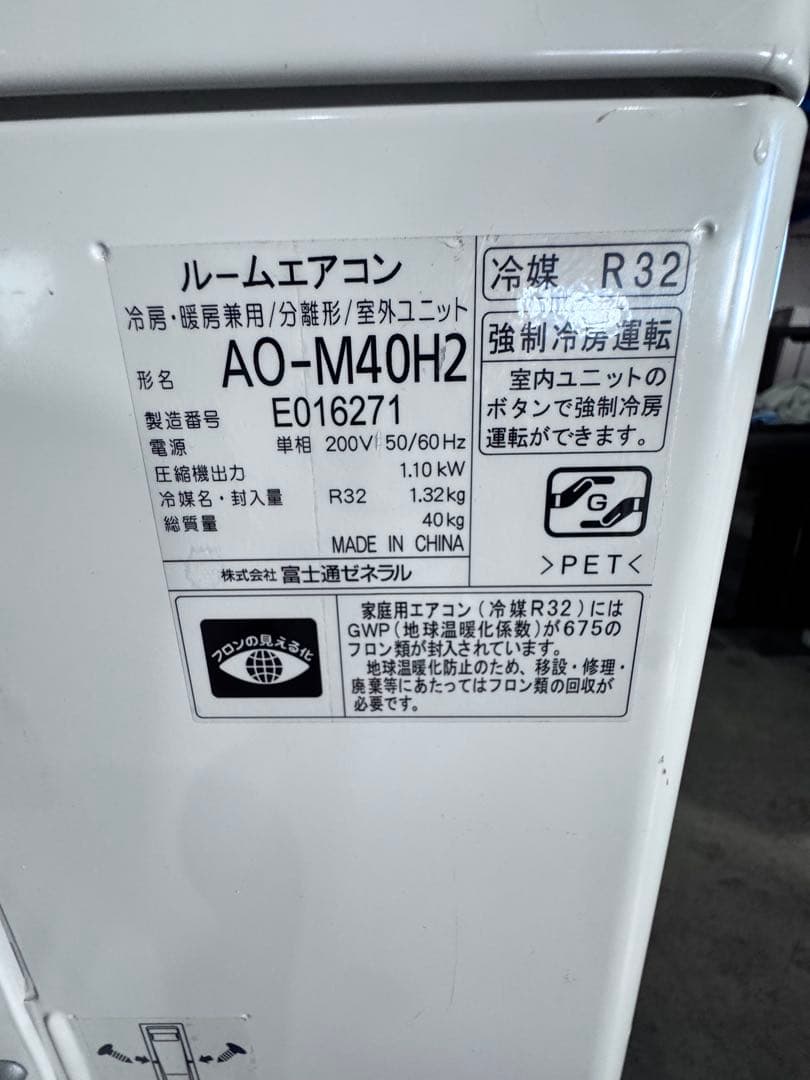 ルームエアコン
冷房・暖房兼用/分離形/室外ユニット
形名 AO-M40H2
製造番号 E016271
電源 単相 200V 50/60Hz
圧縮機出力 1.10kW
冷媒名・封入量 R32 1.32kg
総質量 40kg
MADE IN CHINA
株式会社 富士通ゼネラル
冷媒 R32
強制冷房運転
室内ユニットの
ボタンで強制冷房
運転ができます。
G
>PET<
フロンの見える化
家庭用エアコン(冷媒R32)には
GWP(地球温暖化係数)が675の
フロン類が封入されています。
地球温暖化防止のため、移設・修理・
廃棄等にあたってはフロン類の回収が
必要です。